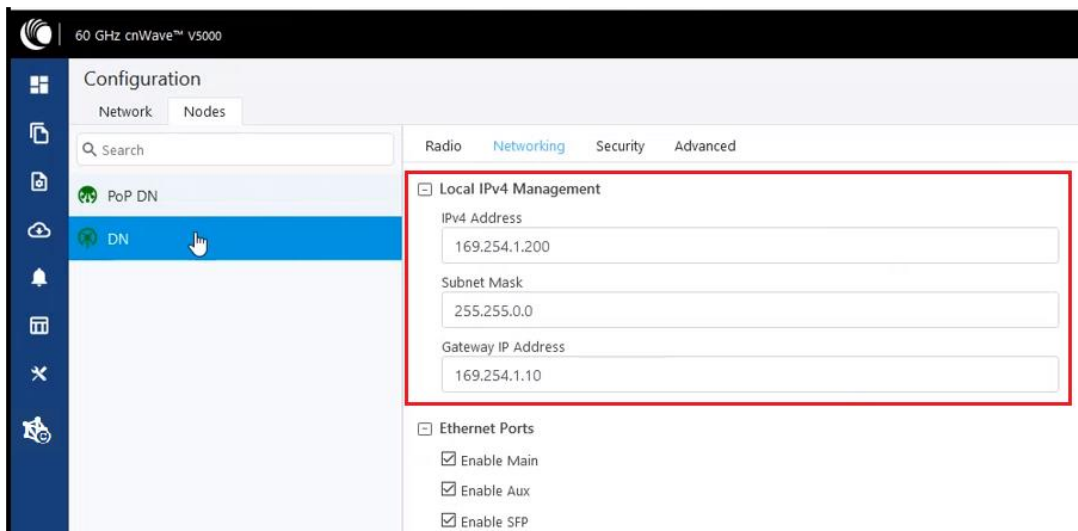 60 GHz cnWave™ V5000
Configuration
Network Nodes
Search
PoP DN
DN
Radio Networking Security Advanced
Local IPv4 Management
IPv4 Address
169.254.1.200
Subnet Mask
255.255.0.0
Gateway IP Address
169.254.1.10
Ethernet Ports
Enable Main
Enable Aux
Enable SFP